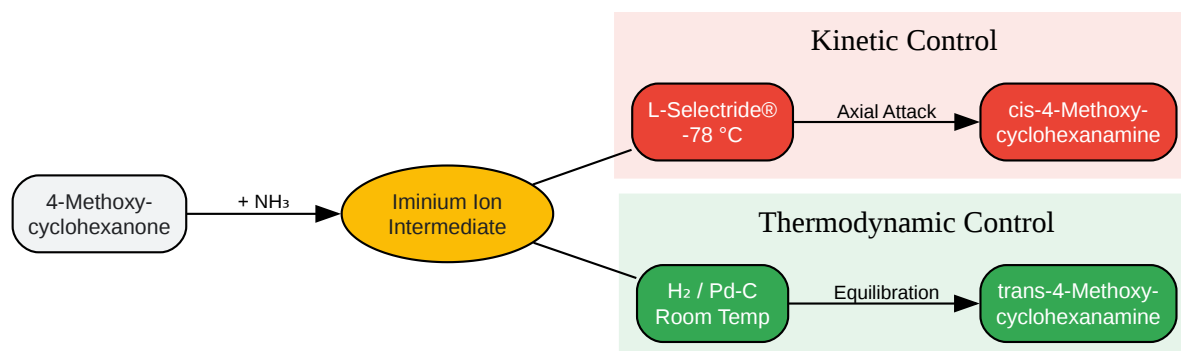 Kinetic Control
L-Selectride®
-78 °C
Axial Attack
cis-4-Methoxy-
cyclohexanamine
4-Methoxy-
cyclohexanone
+ NH₃
Iminium Ion
Intermediate
Thermodynamic Control
H₂ / Pd-C
Room Temp
Equilibration
trans-4-Methoxy-
cyclohexanamine